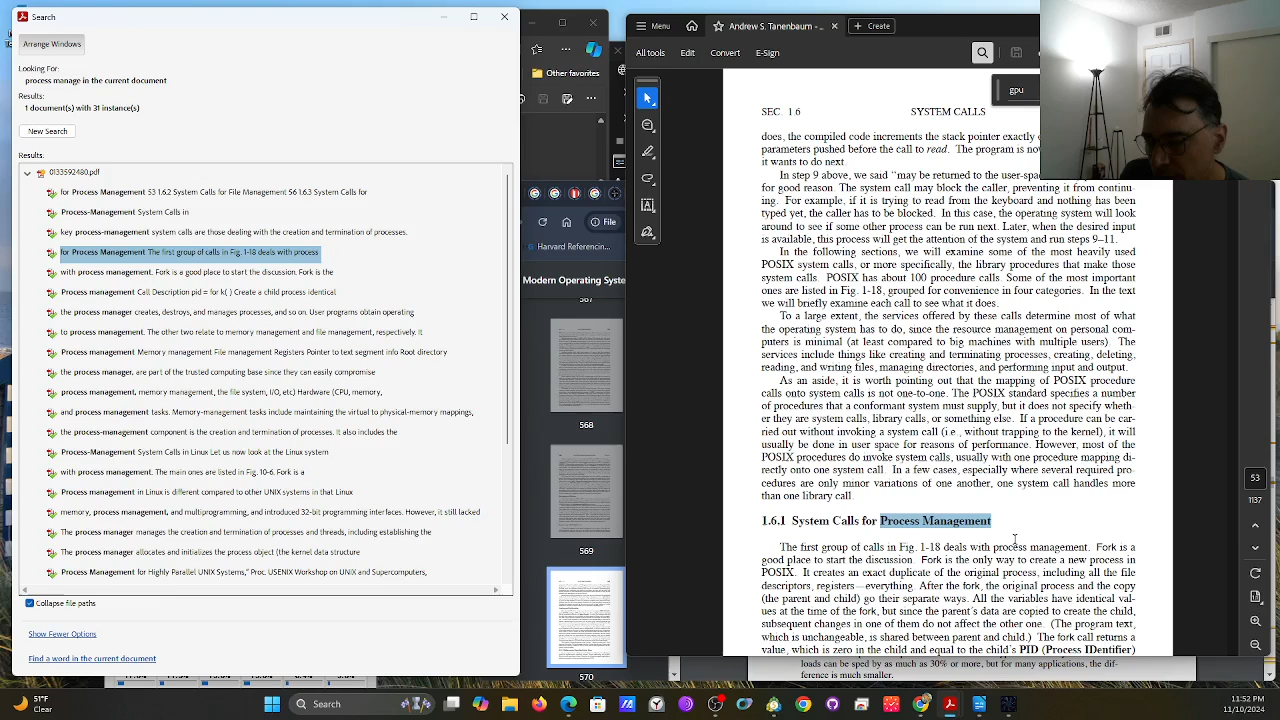 Search
Arrange Windows
Looking For:
process manage in the current document
Results:
1 document(s) with 31 instance(s)
New Search
Results:
0133592480.pdf
for Process Management 53 1.6.2 System Calls for File Management 56 1.6.3 System Calls for
Process-Management System Calls in
key process-management system calls are those dealing with the creation and termination of processes.
for Process Management The first group of calls in Fig. 1-18 deals with process
with process management. Fork is a good place to start the discussion. Fork is the
Process management Call Description pid = for k( ) Create a child process identical
the process manager creates, destroys, and manages processes, and so on. User programs obtain operating
to process management. The other two relate to memory management and file management, respectively. It
Process management Memory management File management Registers Pointer to text segment info Root directory
the process manager, are part of the trusted computing base since they can easily compromise
process management, memory management, the file system, I/O, etc) Hardware (CPU, memory,
and process management tasks. Memory-management tasks include maintaining the virtual to physical-memory mappings,
the process-management component is the creation and termination of processes. It also includes the
Process-Management System Calls in Linux Let us now look at the Linux system
with process management. The main ones are listed in Fig. 10-6. Fork is a
Process management in Linux is different compared to other UNIX systems in that Linux
memory, process management, and multiprogramming, and introduced 32-bit programming interfaces. However, it still lacked
The process manager manages the creation and termination of processes and threads, including establishing the
The process manager allocates and initializes the process object (the kernel data structure
Process Management for Highly Parallel UNIX Systems,” Proc. USENIX Workshop on UNIX and Supercomputers,
Collapse file paths
Show Fewer Options
Find a word in the current document
Other favorites
File
Harvard Referencin...
Modern Operating Syst
567
568
569
570
Menu
Andrew S. Tanenbaum - ...
Create
All tools
Edit
Convert
E-Sign
gpu
SEC 1.6
SYSTEM CALLS
does, the compiled code increments the stack pointer exactly
parameters pushed before the call to read. The program is now
it wants to do next.
In step 9 above, we said “may be returned to the user-spa
for good reason. The system call may block the caller, preventing it from continu-
ing. For example, if it is trying to read from the keyboard and nothing has been
typed yet, the caller has to be blocked. In this case, the operating system will look
around to see if some other process can be run next. Later, when the desired input
is available, this process will get the attention of the system and run steps 9–11.
In the following sections, we will examine some of the most heavily used
POSIX system calls, or more specifically, the library procedures that make those
system calls. POSIX has about 100 procedure calls. Some of the most important
ones are listed in Fig. 1-18, grouped for convenience in four categories. In the text
we will briefly examine each call to see what it does.
To a large extent, the services offered by these calls determine most of what
the operating system has to do, since the resource management on personal com-
puters is minimal (at least compared to big machines with multiple users). The
services include things like creating and terminating processes, creating, deleting,
reading, and writing files, managing directories, and performing input and output.
As an aside, it is worth pointing out that the mapping of POSIX procedure
calls onto system calls is not one-to-one. The POSIX standard specifies a number
of procedures that a conformant system must supply, but it does not specify wheth-
er they are system calls, library calls, or something else. If a procedure can be car-
ried out without invoking a system call (i.e., without trapping to the kernel), it will
usually be done in user space for reasons of performance. However, most of the
POSIX procedures do invoke system calls, usually with one procedure mapping di-
rectly onto one system call. In a few cases, especially where several required pro-
cedures are only minor variations of one another, one system call handles more
than one library call.
1.6.1 System Calls for Process Management
The first group of calls in Fig. 1-18 deals with process management. Fork is a
good place to start the discussion. Fork is the only way to create a new process in
POSIX. It creates an exact duplicate of the original process, including all the file
descriptors, registers—everything. After the fork, the original process and the copy
(the parent and child) go their separate ways. All the variables have identical val-
ues at the time of the fork, but since the parent’s data are copied to create the child,
subsequent changes in one of them do not affect the other one. (The program text,
which is unchangeable, is shared between parent and child.) The fork call returns a
value, which is zero in the child and equal to the child’s PID (Process IDentifier)
loads can be sped by as much as 30% or more, but for many applications, the dif-
ference is much smaller.
53
1137
51°F
Clear
Search
11:52 PM
11/10/2024